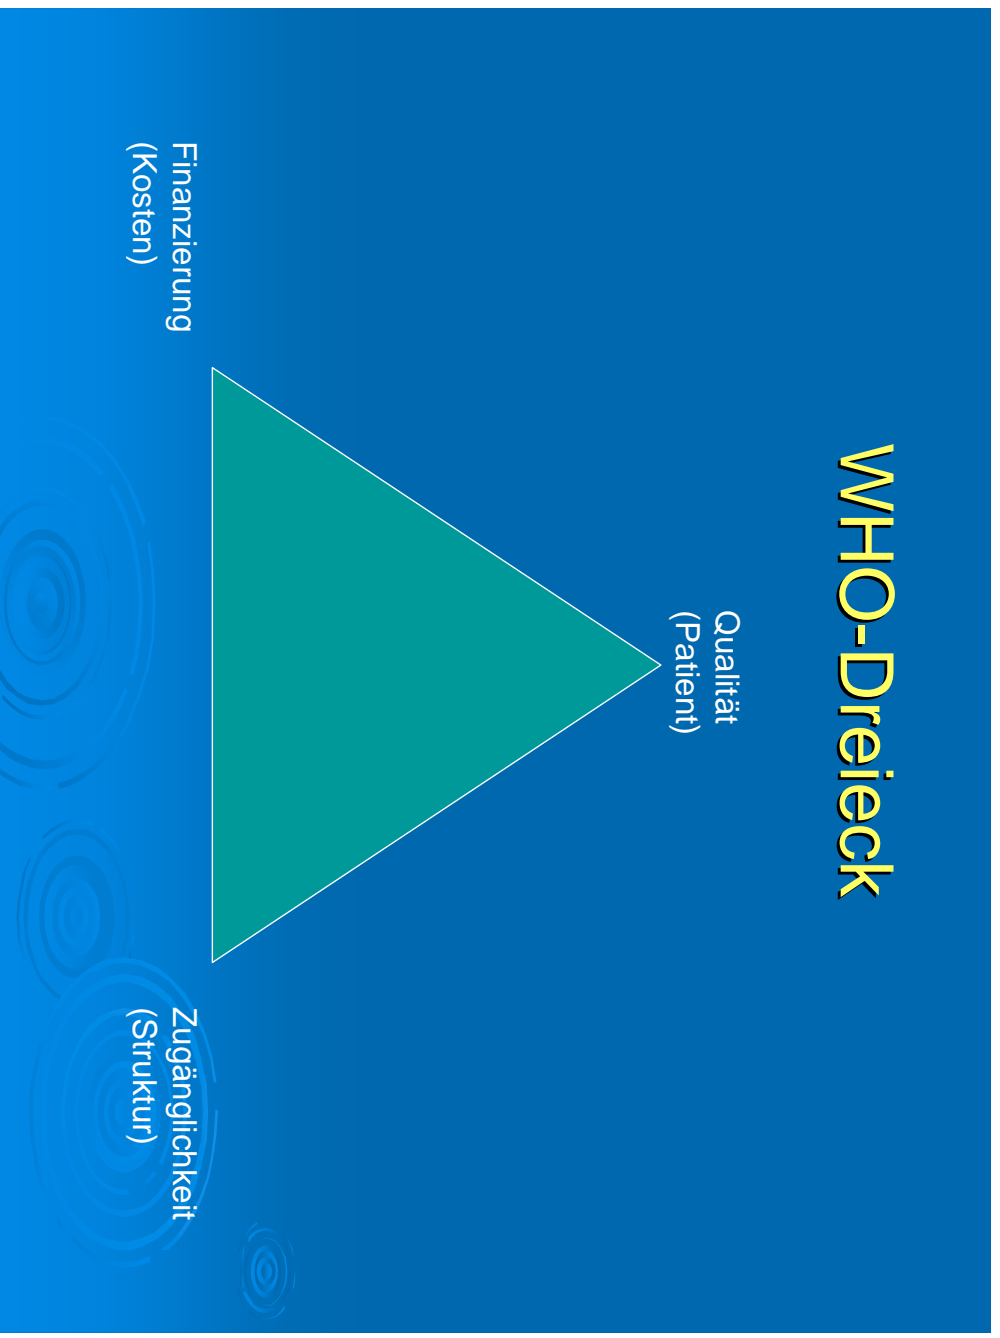 WHO-Dreieck
Qualität
(Patient)
Finanzierung
(Kosten)
Zugänglichkeit
(Struktur)